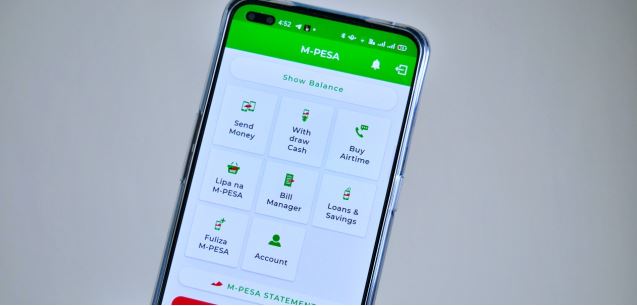 4:52
M-PESA
Show Balance
Send
Money
With
draw
Cash
Buy
Airtime
Lipa na
M-PESA
Bill
Manager
Loans &
Savings
Fuliza
M-PESA
Account
M-PESA STATEMENT